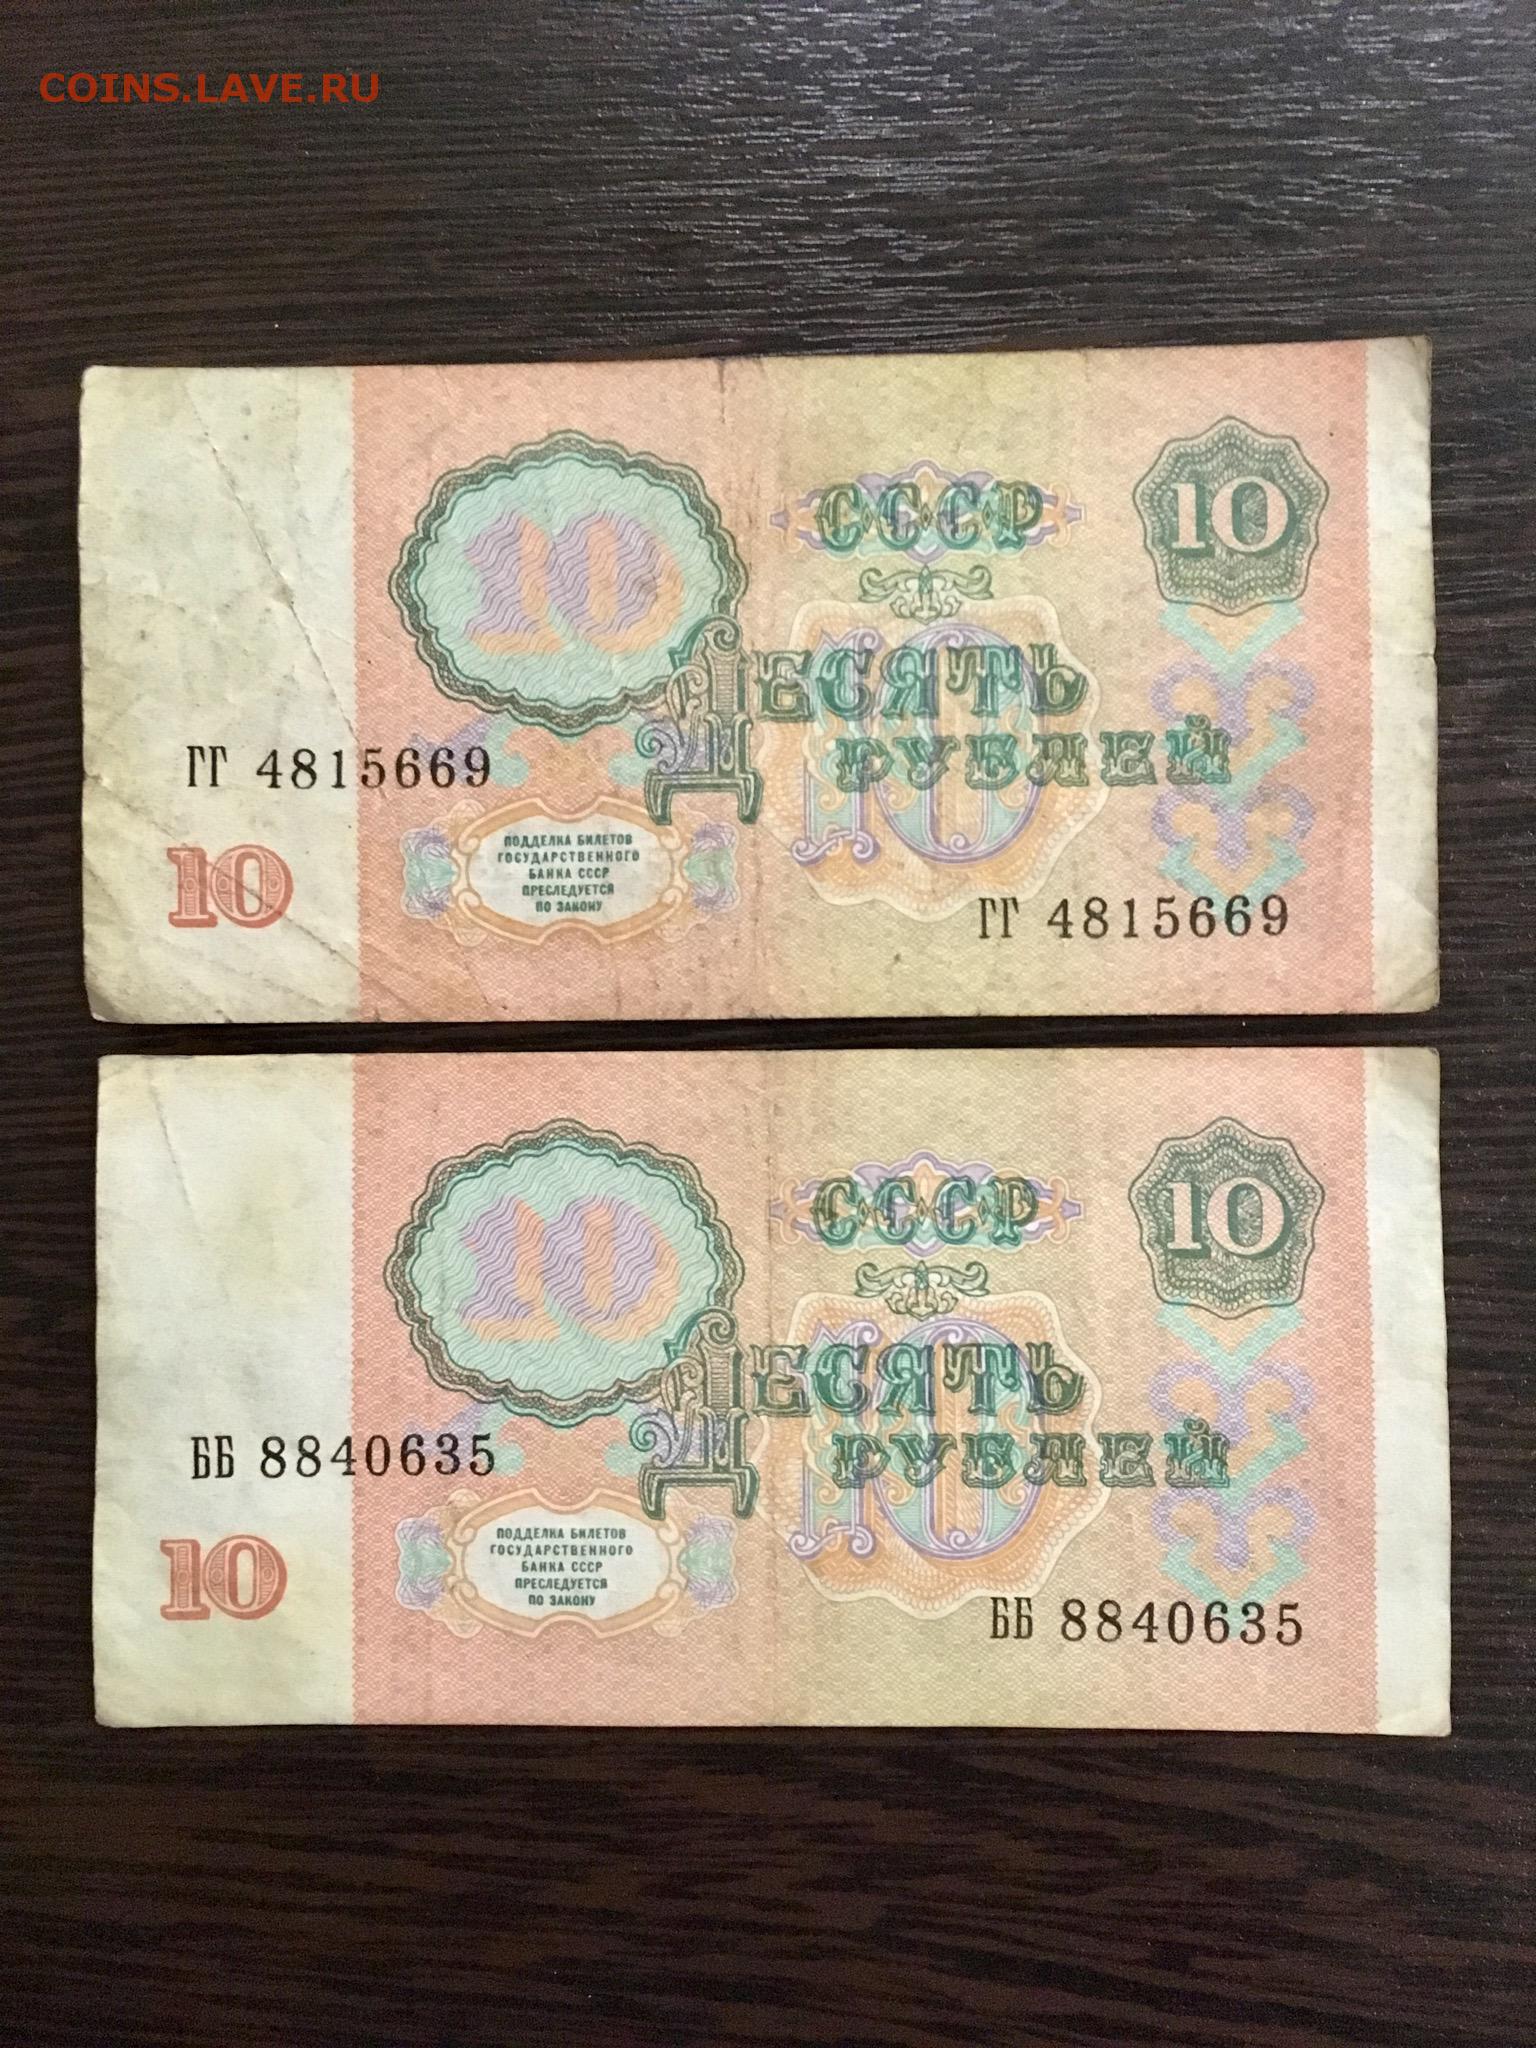 COINS.LAVE.RU
10
СССР
10
ДЕСЯТЬ
РУБЛЕЙ
10
ГГ 4815669
10
ПОДДЕЛКА БИЛЕТОВ
ГОСУДАРСТВЕННОГО
БАНКА СССР
ПРЕСЛЕДУЕТСЯ
ПО ЗАКОНУ
ГГ 4815669
10
СССР
10
ДЕСЯТЬ
РУБЛЕЙ
10
ББ 8840635
10
ПОДДЕЛКА БИЛЕТОВ
ГОСУДАРСТВЕННОГО
БАНКА СССР
ПРЕСЛЕДУЕТСЯ
ПО ЗАКОНУ
ББ 8840635